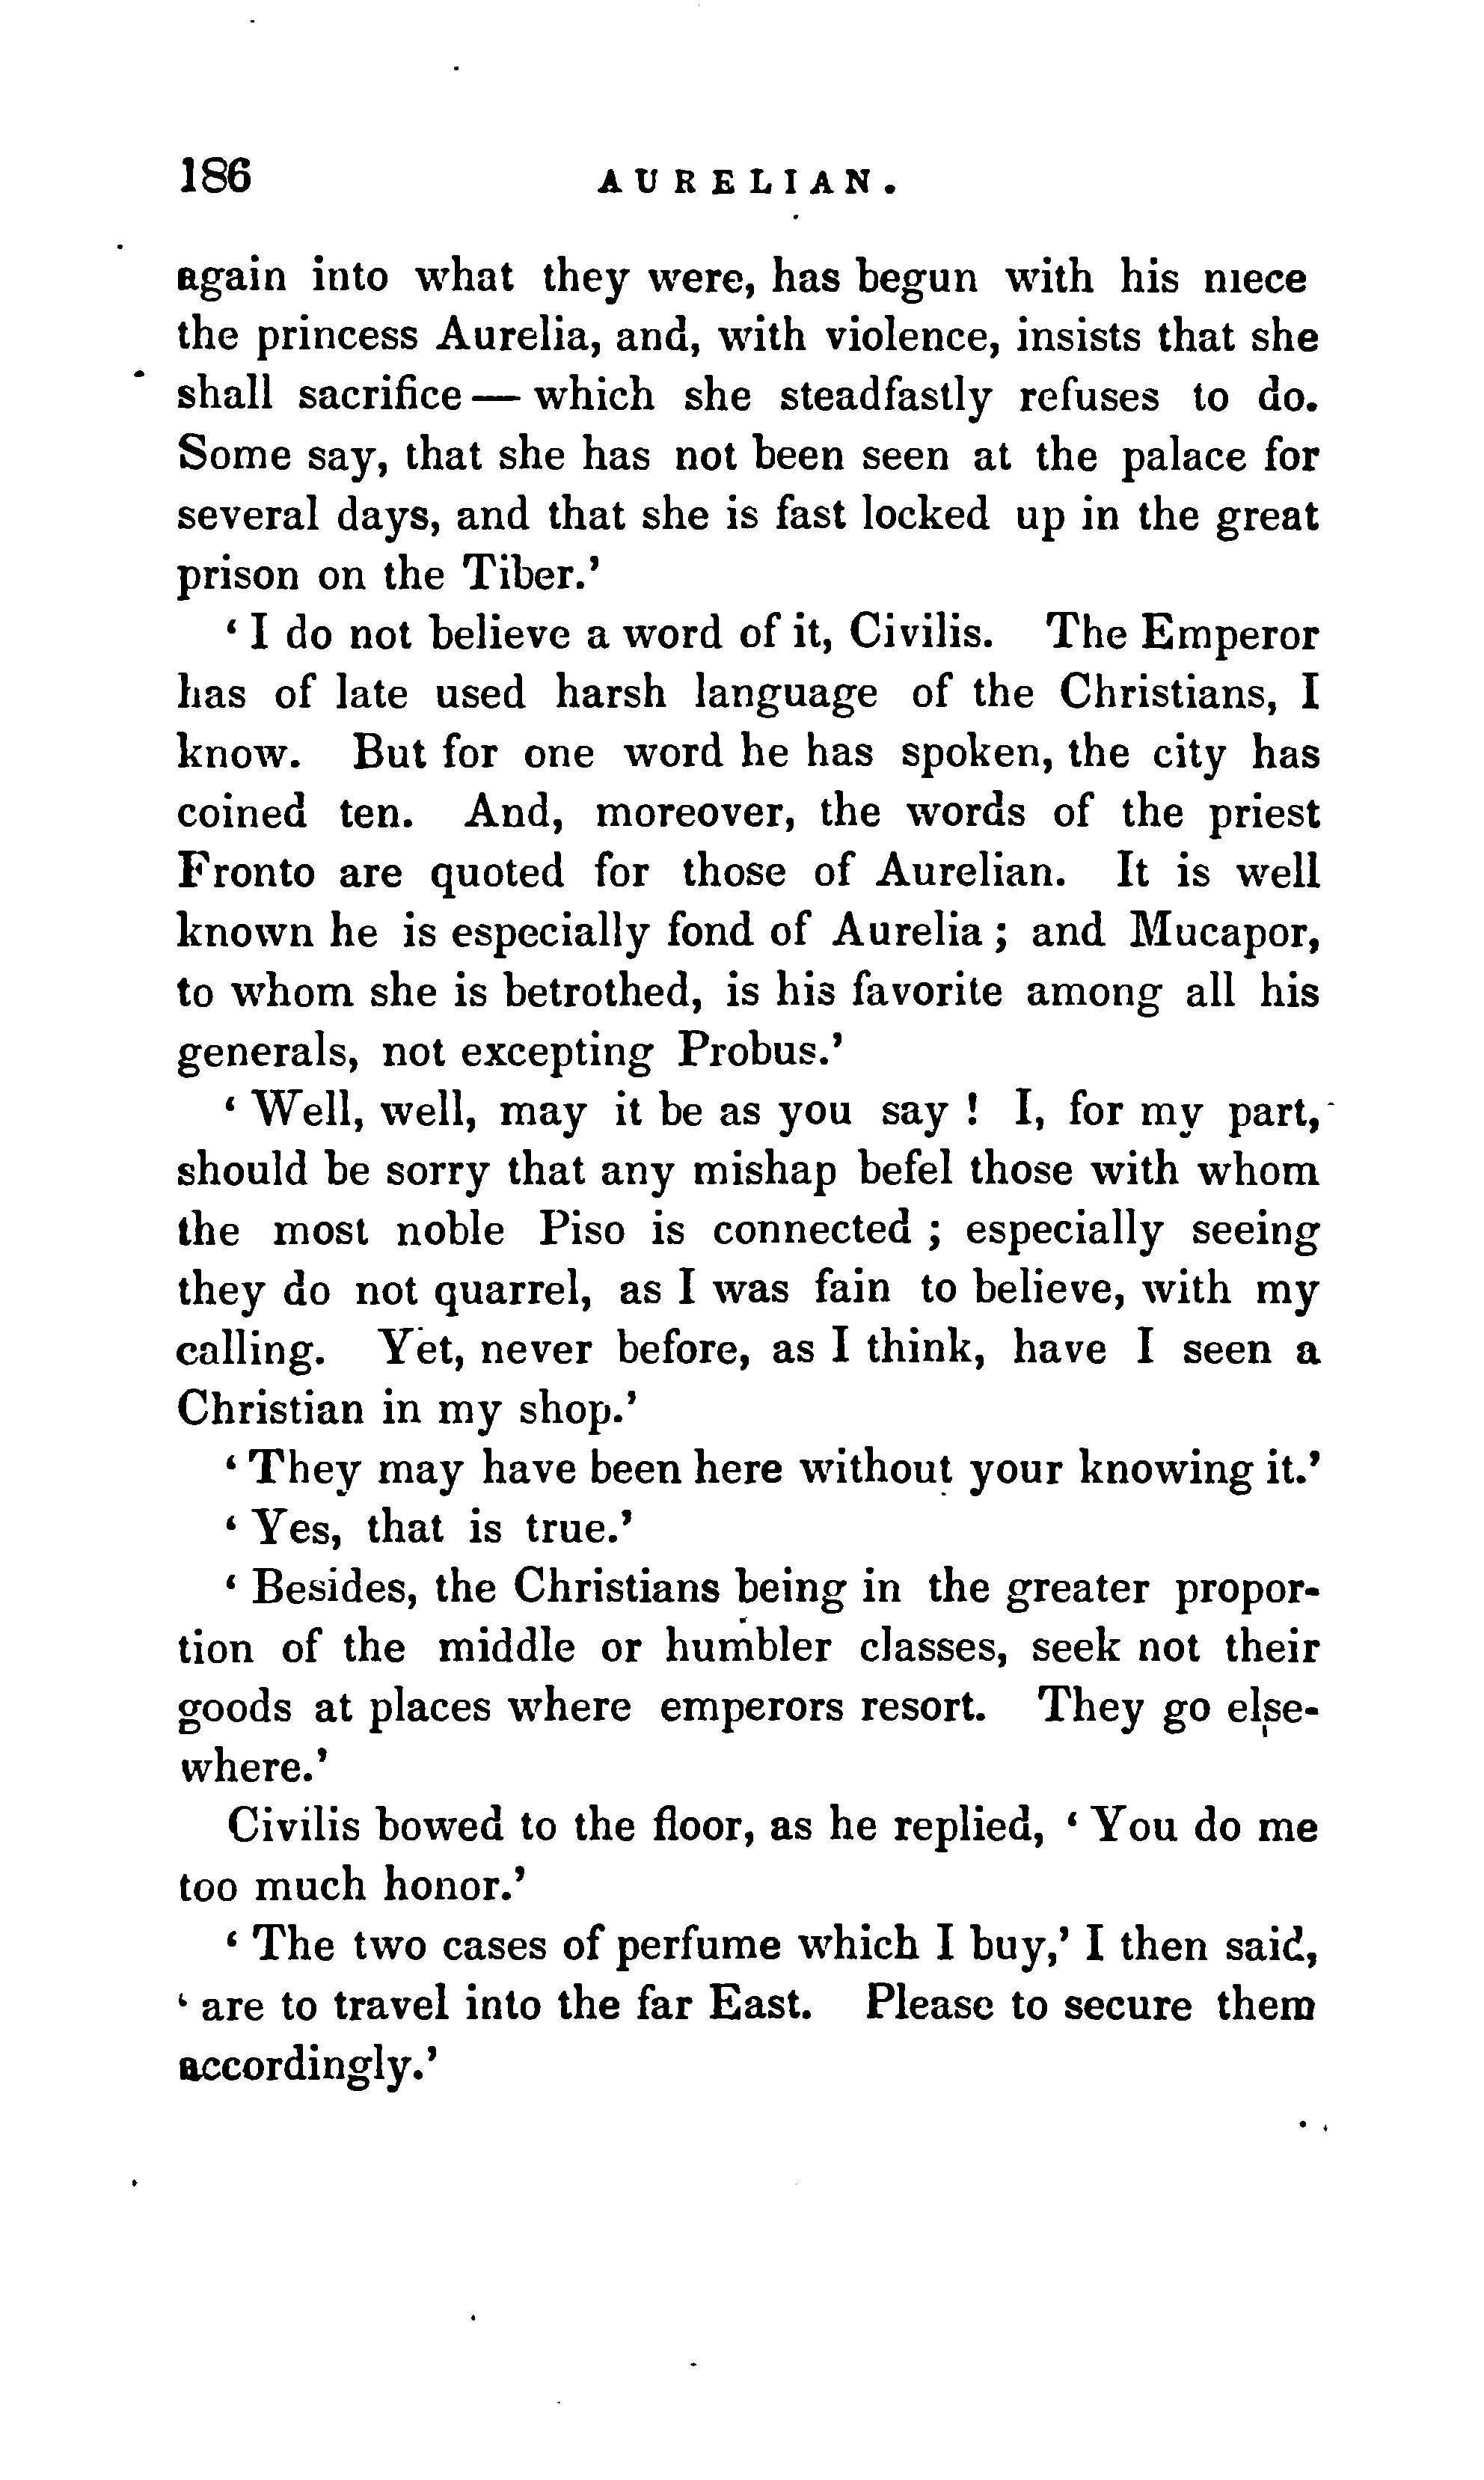 186 AURELIAN.
again into what they were, has begun with his niece
the princess Aurelia, and, with violence, insists that she
shall sacrifice — which she steadfastly refuses to do.
Some say, that she has not been seen at the palace for
several days, and that she is fast locked up in the great
prison on the Tiber.’
‘ I do not believe a word of it, Civilis. The Emperor
has of late used harsh language of the Christians, I
know. But for one word he has spoken, the city has
coined ten. And, moreover, the words of the priest
Fronto are quoted for those of Aurelian. It is well
known he is especially fond of Aurelia ; and Mucapor,
to whom she is betrothed, is his favorite among all his
generals, not excepting Probus.’
‘ Well, well, may it be as you say ! I, for my part,
should be sorry that any mishap befel those with whom
the most noble Piso is connected ; especially seeing
they do not quarrel, as I was fain to believe, with my
calling. Yet, never before, as I think, have I seen a
Christian in my shop.’
‘ They may have been here without your knowing it.’
‘ Yes, that is true.’
‘ Besides, the Christians being in the greater propor-
tion of the middle or humbler classes, seek not their
goods at places where emperors resort. They go else-
where.’
Civilis bowed to the floor, as he replied, ‘ You do me
too much honor.’
‘ The two cases of perfume which I buy,’ I then said,
‘ are to travel into the far East. Please to secure them
accordingly.’